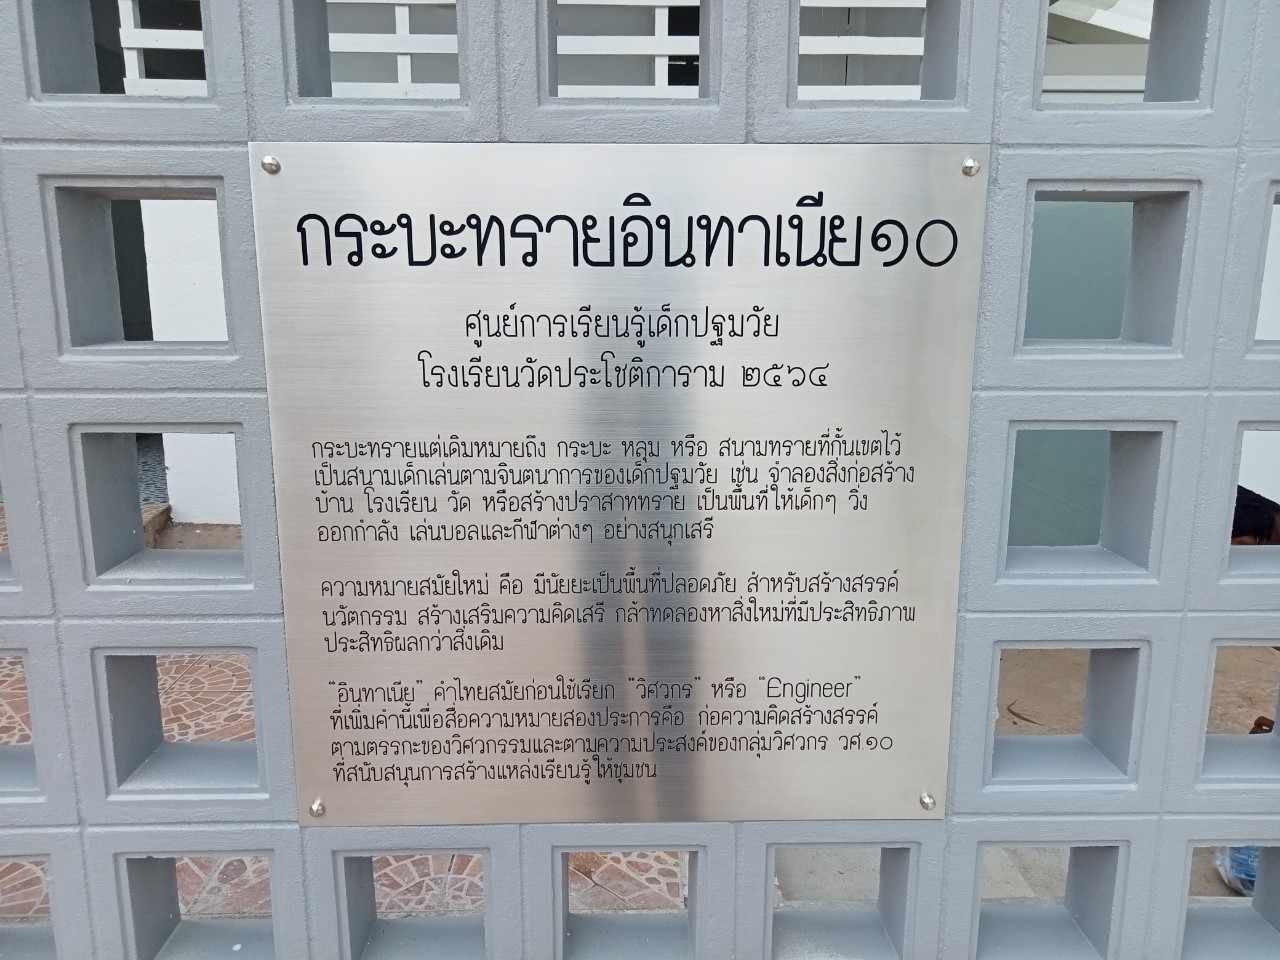 กระบะทรายอินทาเนีย๑๐
ศูนย์การเรียนรู้เด็กปฐมวัย
โรงเรียนวัดประโชติการาม ๒๕๖๔
กระบะทรายแต่เดิมหมายถึง กระบะ หลุม หรือ สนามทรายที่กั้นเขตไว้
เป็นสนามเด็กเล่นตามจินตนาการของเด็กปฐมวัย เช่น จำลองสิ่งก่อสร้าง
บ้าน โรงเรียน วัด หรือสร้างปราสาททราย เป็นพื้นที่ให้เด็กๆ วิ่ง
ออกกำลัง เล่นบอลและกีฬาต่างๆ อย่างสนุกเสรี
ความหมายสมัยใหม่ คือ มีนัยยะเป็นพื้นที่ปลอดภัย สำหรับสร้างสรรค์
นวัตกรรม สร้างเสริมความคิดเสรี กล้าทดลองหาสิ่งใหม่ที่มีประสิทธิภาพ
ประสิทธิผลกว่าสิ่งเดิม
“อินทาเนีย” คำไทยสมัยก่อนใช้เรียก “วิศวกร” หรือ “Engineer”
ที่เพิ่มคำนี้เพื่อสื่อความหมายสองประการคือ ก่อความคิดสร้างสรรค์
ตามตรรกะของวิศวกรรมและตามความประสงค์ของกลุ่มวิศวกร วศ.๑๐
ที่สนับสนุนการสร้างแหล่งเรียนรู้ให้ชุมชน